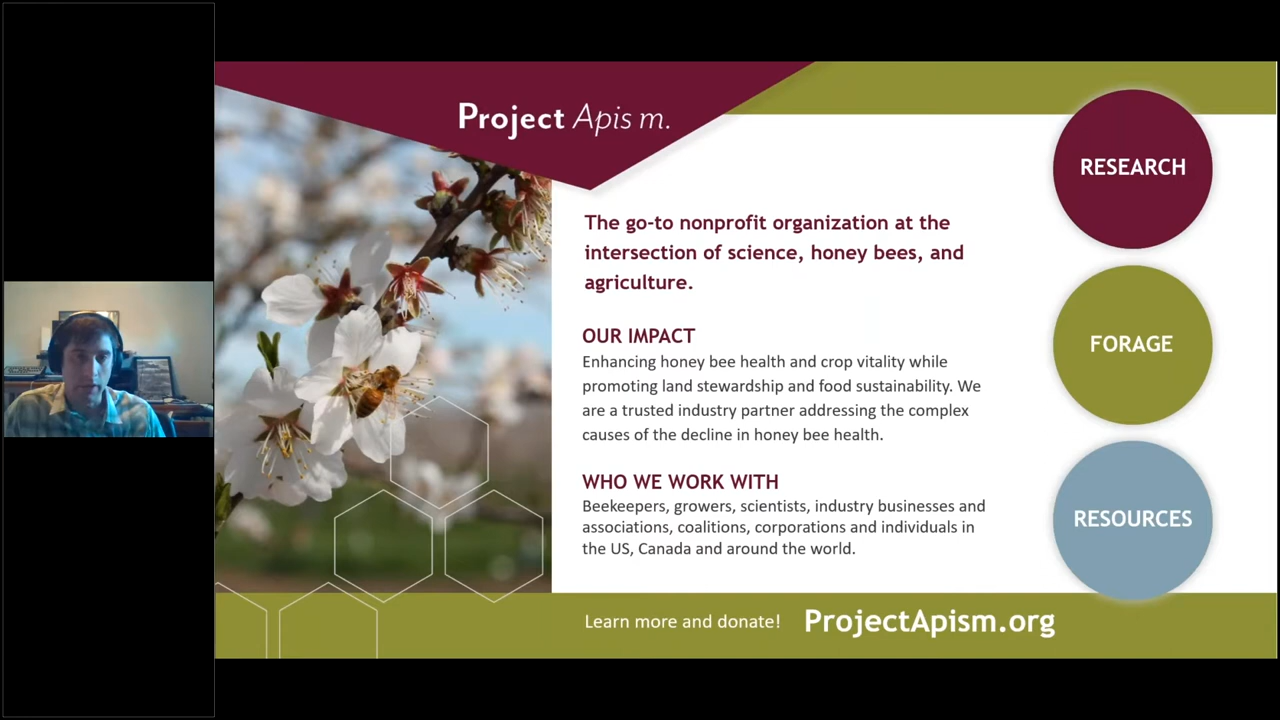 Project Apis m.
The go-to nonprofit organization at the
intersection of science, honey bees, and
agriculture.
OUR IMPACT
Enhancing honey bee health and crop vitality while
promoting land stewardship and food sustainability. We
are a trusted industry partner addressing the complex
causes of the decline in honey bee health.
WHO WE WORK WITH
Beekeepers, growers, scientists, industry businesses and
associations, coalitions, corporations and individuals in
the US, Canada and around the world.
RESEARCH
FORAGE
RESOURCES
Learn more and donate! ProjectApism.org